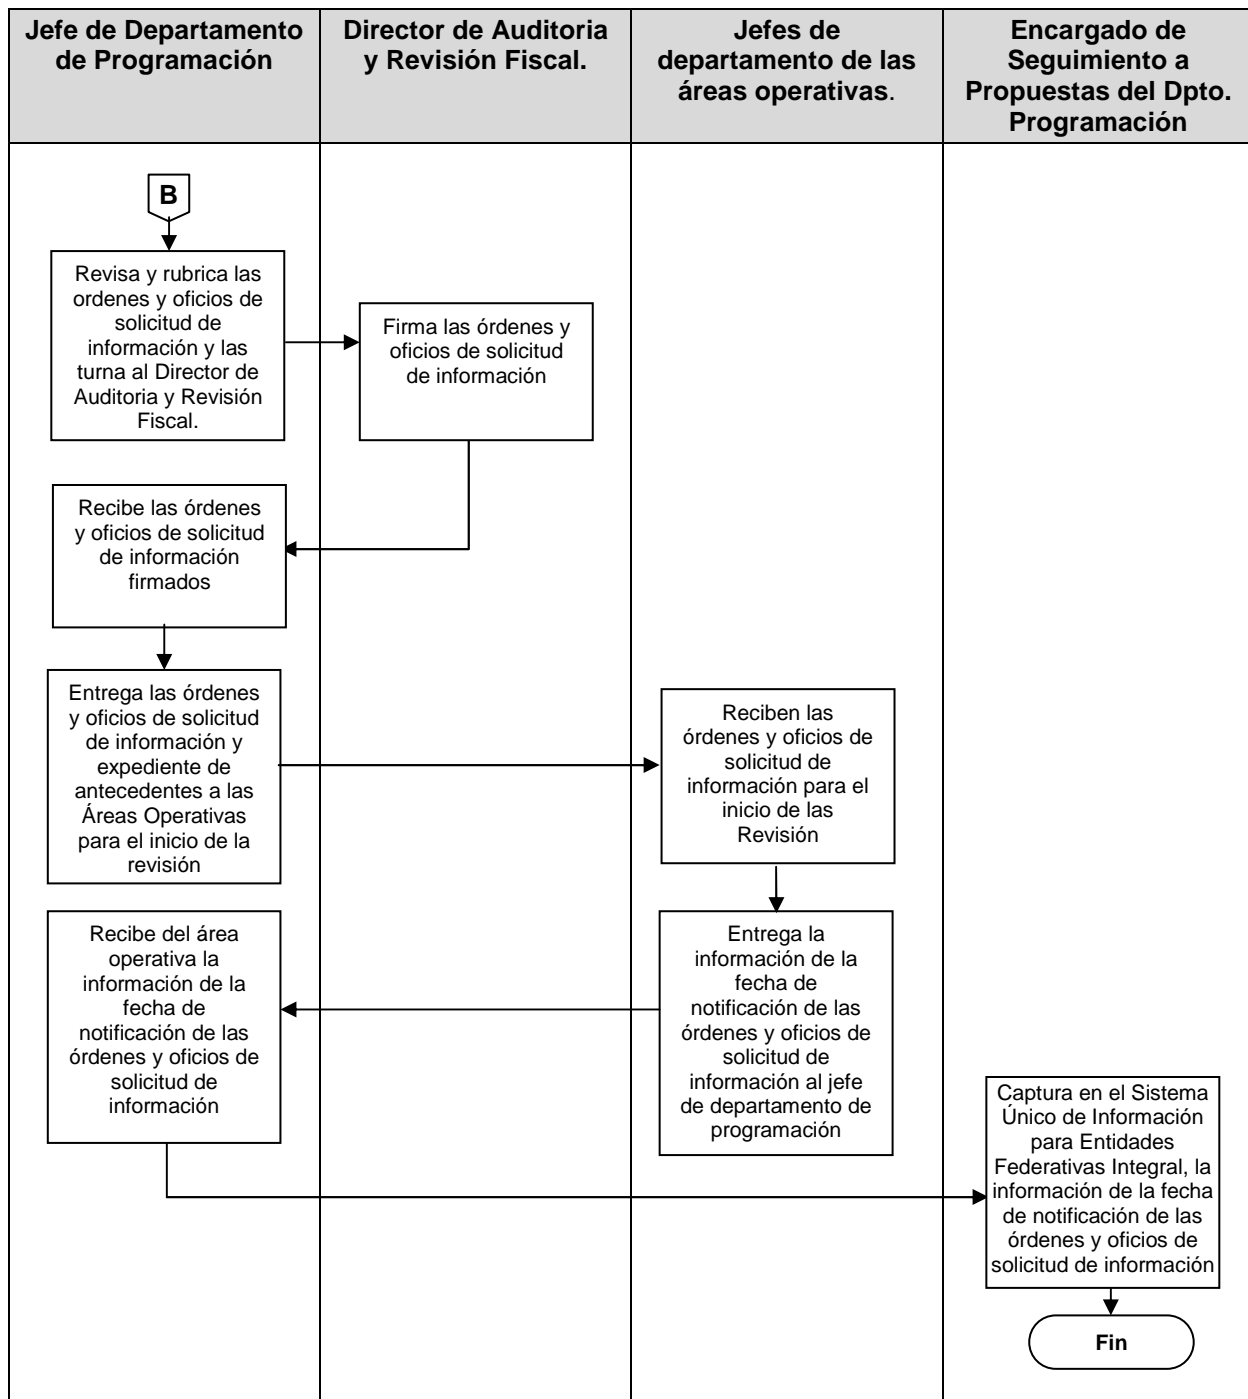 Jefe de Departamento
de Programación
Director de Auditoria
y Revisión Fiscal.
Jefes de
departamento de las
áreas operativas.
Encargado de
Seguimiento a
Propuestas del Dpto.
Programación
B
Revisa y rubrica las
ordenes y oficios de
solicitud de
información y las
turna al Director de
Auditoria y Revisión
Fiscal.
Firma las órdenes y
oficios de solicitud
de información
Recibe las órdenes
y oficios de solicitud
de información
firmados
Entrega las órdenes
y oficios de solicitud
de información y
expediente de
antecedentes a las
Áreas Operativas
para el inicio de la
revisión
Reciben las
órdenes y oficios de
solicitud de
información para el
inicio de las
Revisión
Entrega la
información de la
fecha de
notificación de las
órdenes y oficios de
solicitud de
información al jefe
de departamento de
programación
Recibe del área
operativa la
información de la
fecha de
notificación de las
órdenes y oficios de
solicitud de
información
Captura en el Sistema
Único de Información
para Entidades
Federativas Integral, la
información de la fecha
de notificación de las
órdenes y oficios de
solicitud de información
Fin